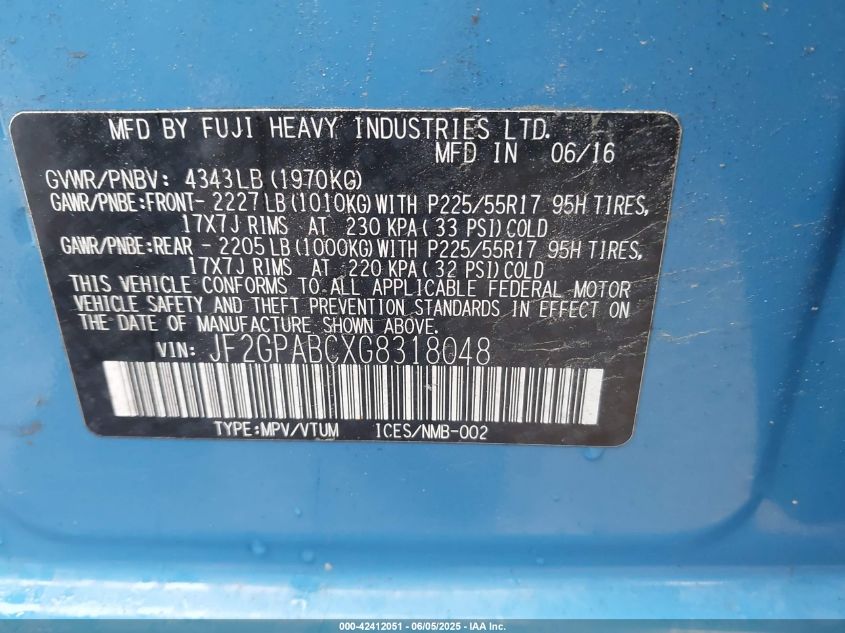 MFD BY FUJI HEAVY INDUSTRIES LTD.
MFD IN 06/16
GVWR/PNBV: 4343LB (1970KG)
GAWR/PNBE:FRONT- 2227LB (1010KG) WITH P225/55R17 95H TIRES,
17X7J RIMS AT 230 KPA (33 PSI) COLD
GAWR/PNBE:REAR - 2205LB (1000KG) WITH P225/55R17 95H TIRES,
17X7J RIMS AT 220 KPA (32 PSI) COLD
THIS VEHICLE CONFORMS TO ALL APPLICABLE FEDERAL MOTOR
VEHICLE SAFETY AND THEFT PREVENTION STANDARDS IN EFFECT ON
THE DATE OF MANUFACTURE SHOWN ABOVE.
VIN: JF2GPABCXG8318048
TYPE:MPV/VTUM ICES/NMB-002
000-42412051 - 06/05/2025 - IAA Inc.